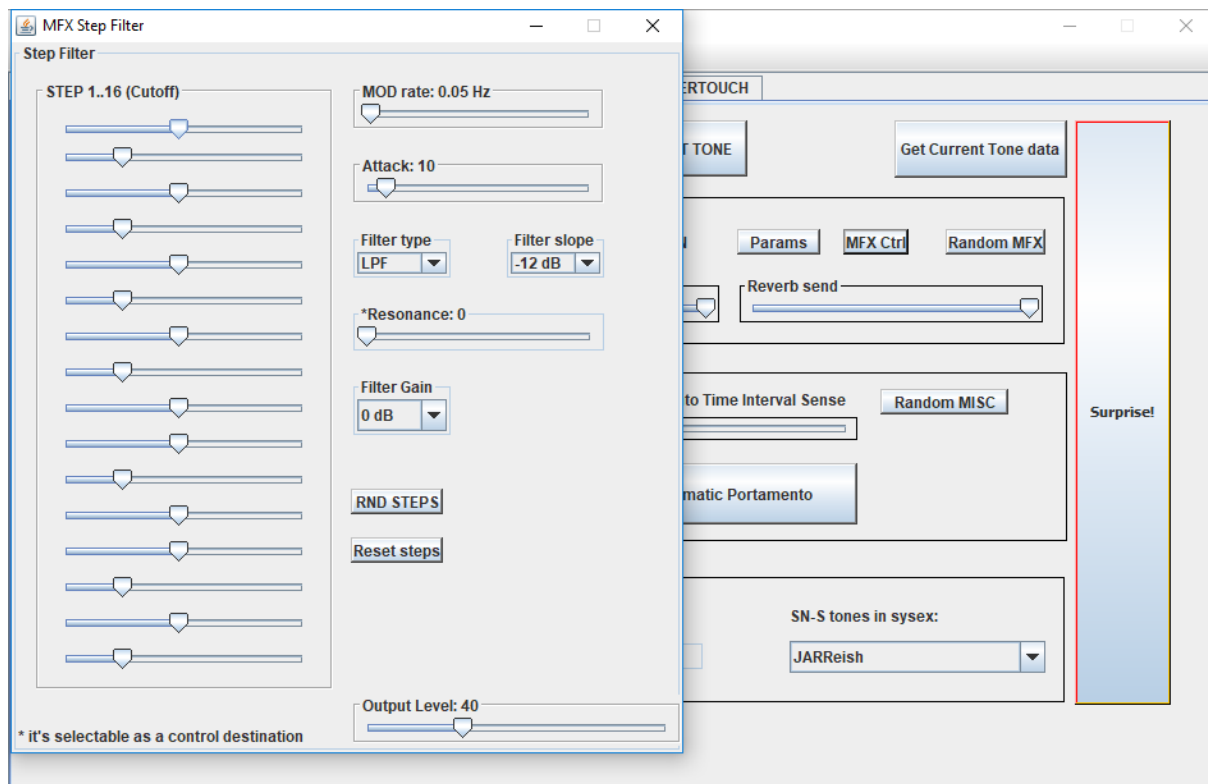 MFX Step Filter
Step Filter
STEP 1..16 (Cutoff)
MOD rate: 0.05 Hz
Attack: 10
Filter type
Filter slope
LPF
-12 dB
*Resonance: 0
Filter Gain
0 dB
RND STEPS
Reset steps
Output Level: 40
* it's selectable as a control destination
ERTOUCH
T TONE
Get Current Tone data
N
Params
MFX Ctrl
Random MFX
Reverb send
to Time Interval Sense
Random MISC
matic Portamento
SN-S tones in sysex:
JARReish
Surprise!